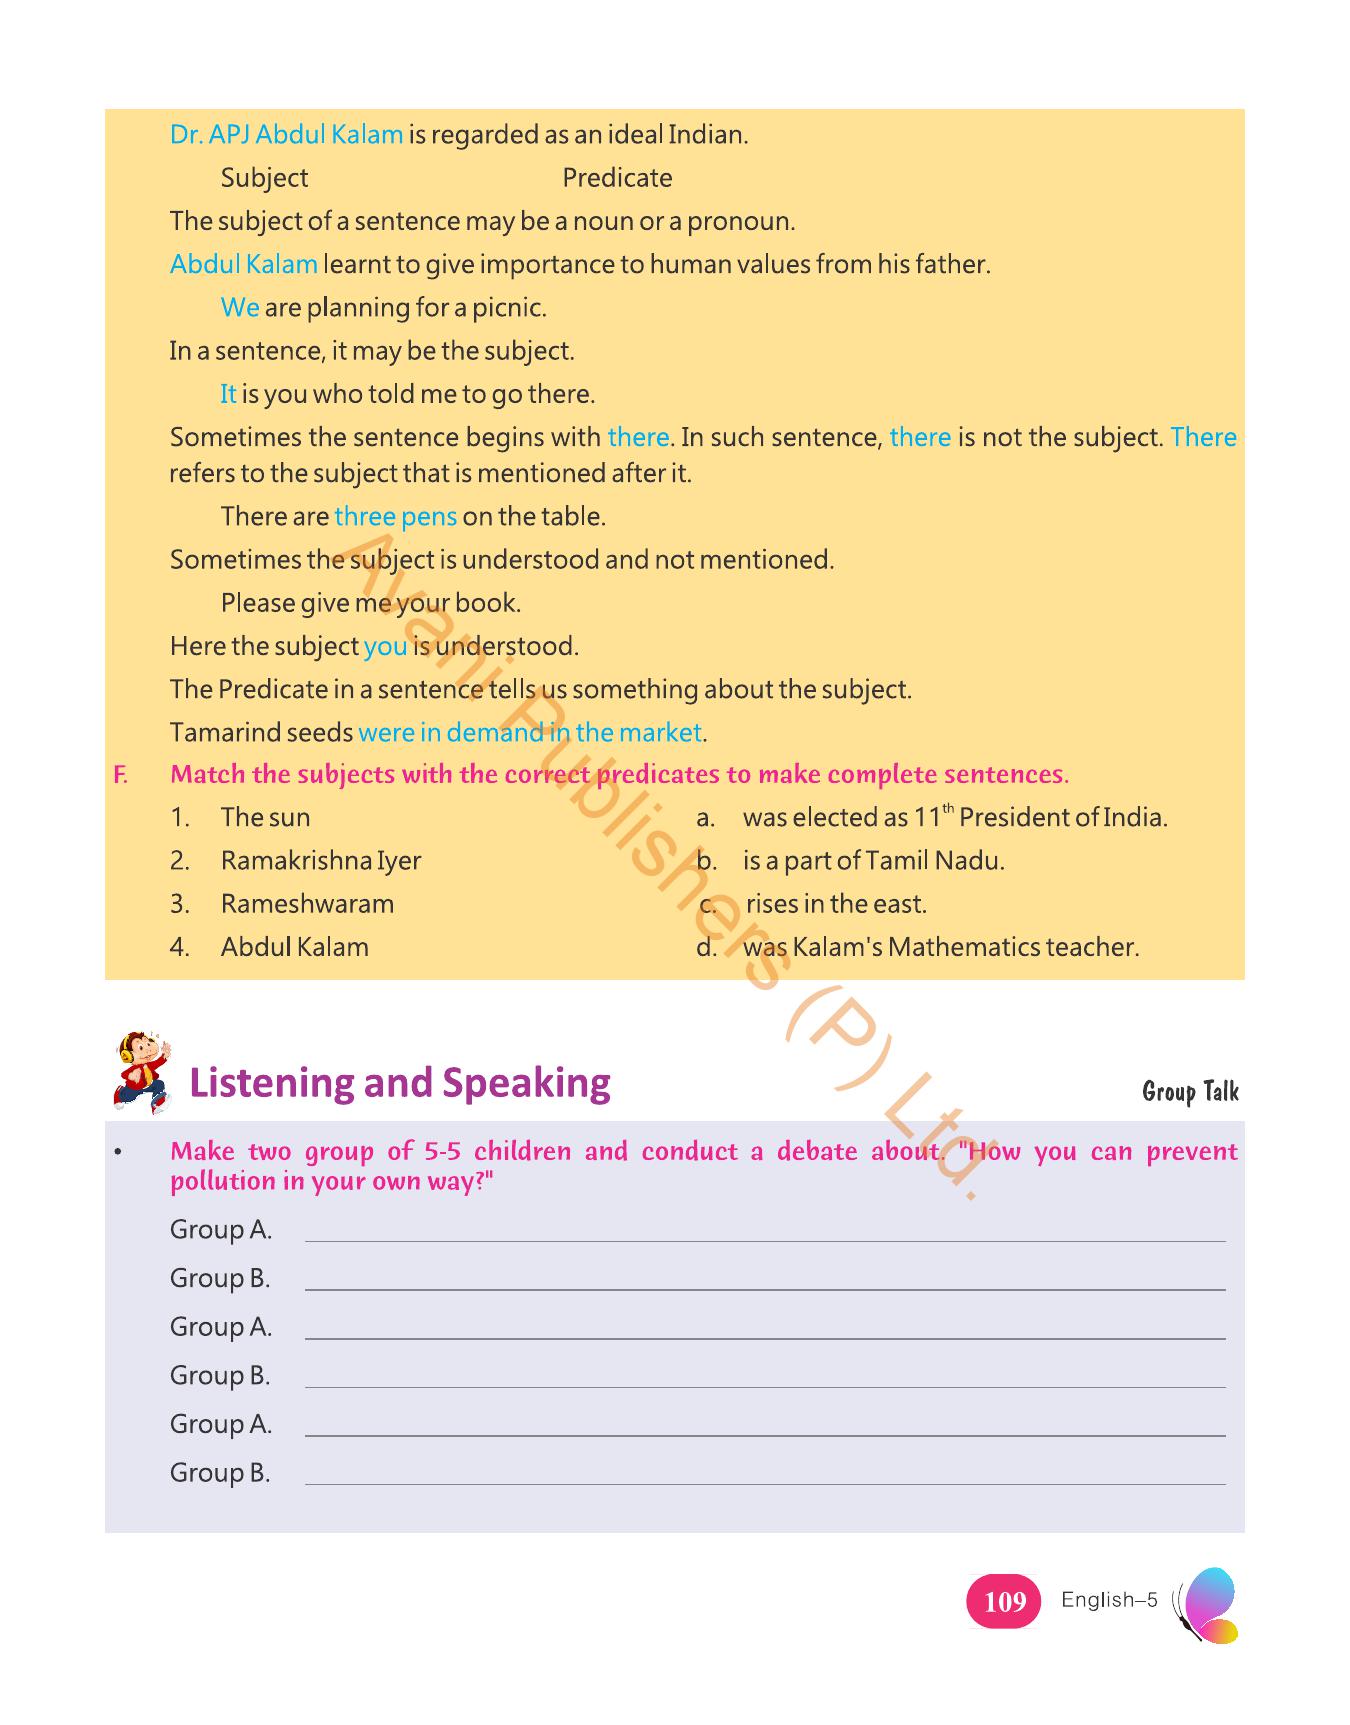 Dr. APJ Abdul Kalam is regarded as an ideal Indian.
Subject Predicate
The subject of a sentence may be a noun or a pronoun.
Abdul Kalam learnt to give importance to human values from his father.
We are planning for a picnic.
In a sentence, it may be the subject.
It is you who told me to go there.
Sometimes the sentence begins with there. In such sentence, there is not the subject. There
refers to the subject that is mentioned after it.
There are three pens on the table.
Sometimes the subject is understood and not mentioned.
Please give me your book.
Here the subject you is understood.
The Predicate in a sentence tells us something about the subject.
Tamarind seeds were in demand in the market.
F. Match the subjects with the correct predicates to make complete sentences.
1. The sun a. was elected as 11th President of India.
2. Ramakrishna Iyer b. is a part of Tamil Nadu.
3. Rameshwaram c. rises in the east.
4. Abdul Kalam d. was Kalam's Mathematics teacher.
Avani Publishers (P) Ltd.
Listening and Speaking
Group Talk
• Make two group of 5-5 children and conduct a debate about. "How you can prevent
pollution in your own way?"
Group A.
Group B.
Group A.
Group B.
Group A.
Group B.
109 English–5